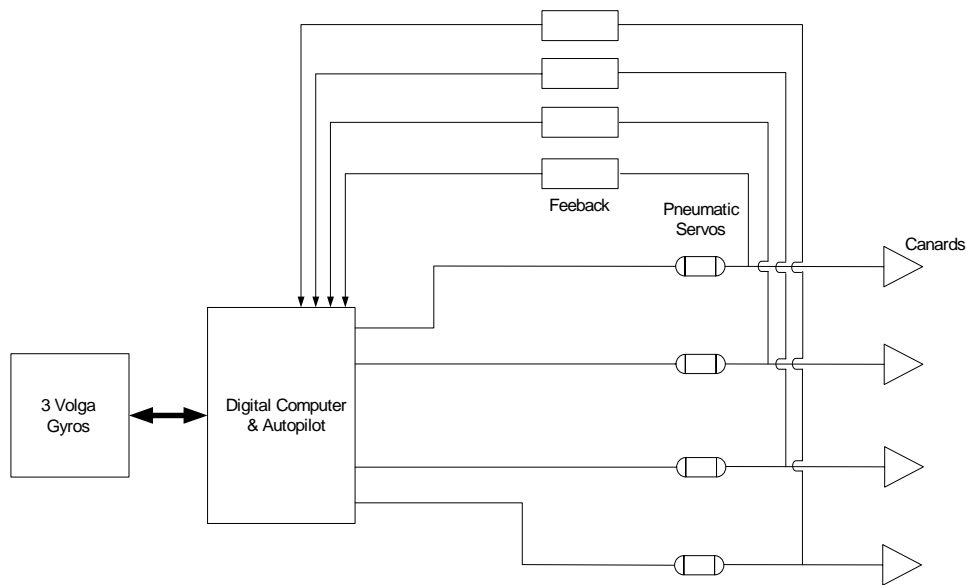 Feeback
Pneumatic
Servos
Canards
3 Volga
Gyros
Digital Computer
& Autopilot